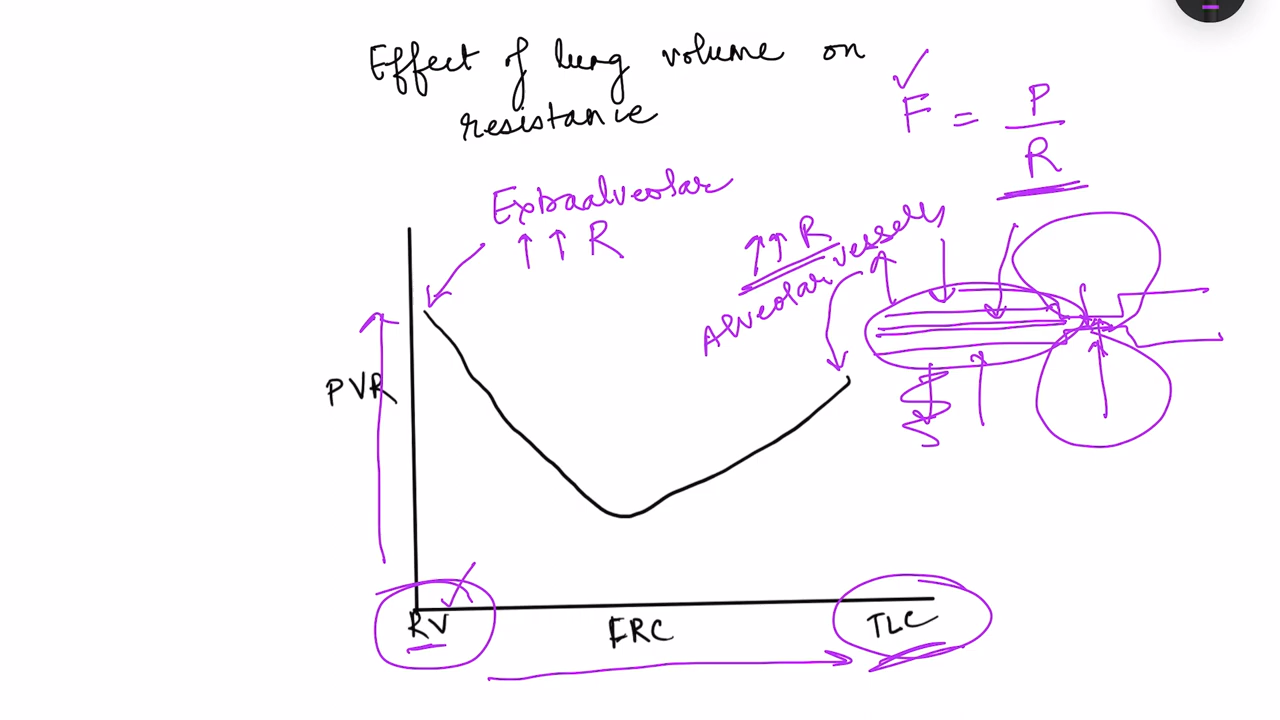 Effect of lung volume on
resistance
F = P
R
Extraalveolar
↑ ↑ R
↑↑ R
Alveolar vessels
PVR
RV
FRC
TLC